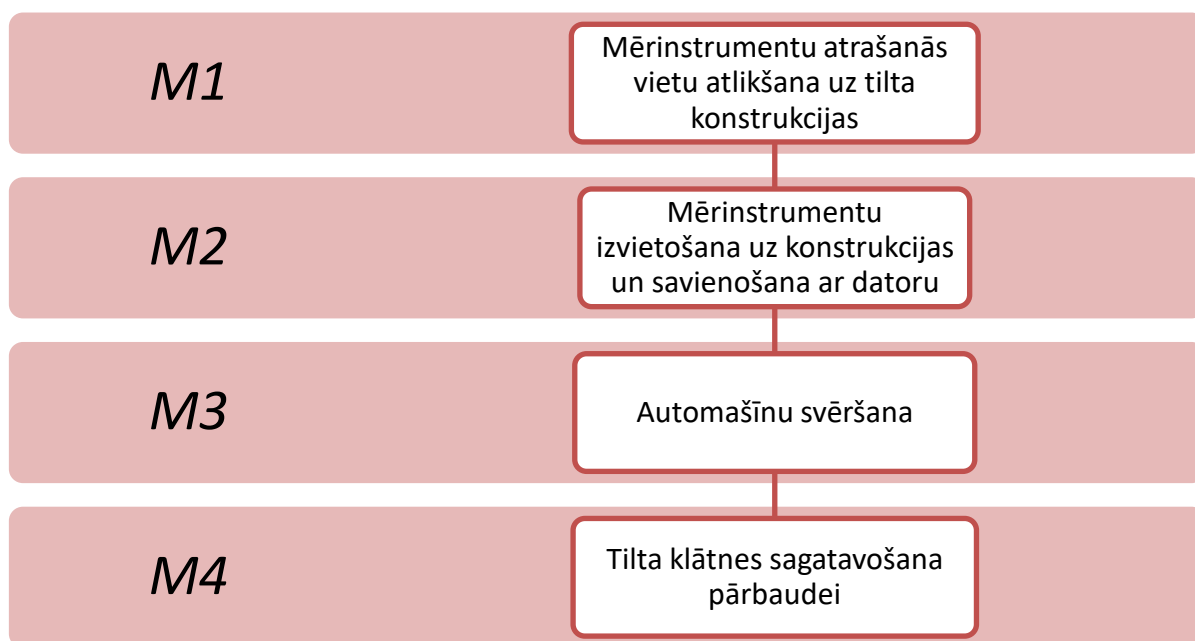 M1
Mērinstrumentu atrašanās
vietu atlikšana uz tilta
konstrukcijas
M2
Mērinstrumentu
izvietošana uz konstrukcijas
un savienošana ar datoru
M3
Automašīnu svēršana
M4
Tilta klātnes sagatavošana
pārbaudei